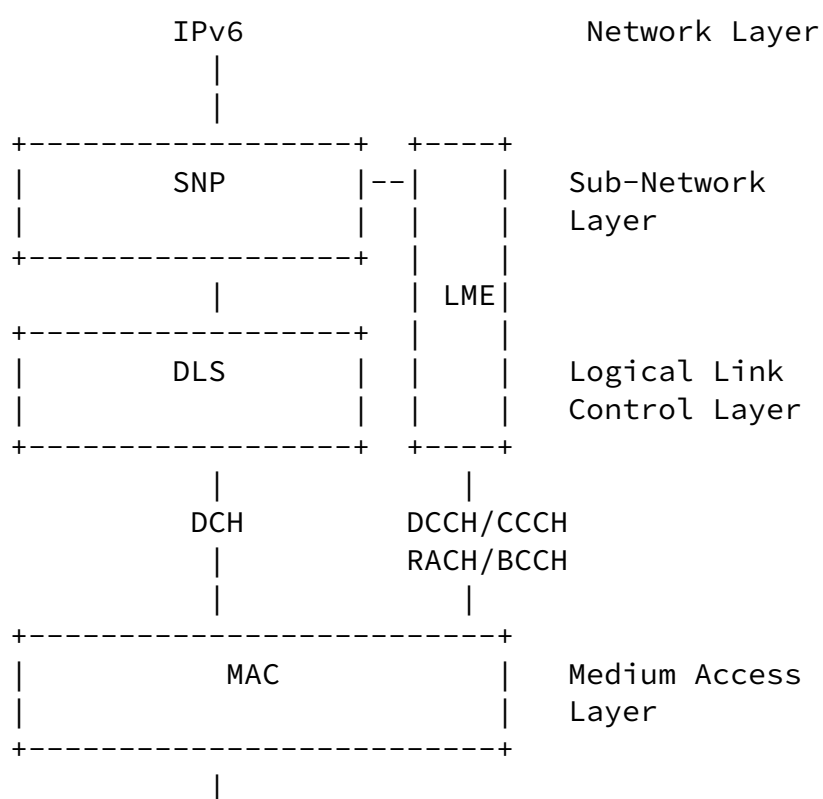 IPv6 Network Layer
SNP Sub-Network
Layer
LME
DLS Logical Link
Control Layer
DCH DCCH/CCCH
RACH/BCCH
MAC Medium Access
Layer